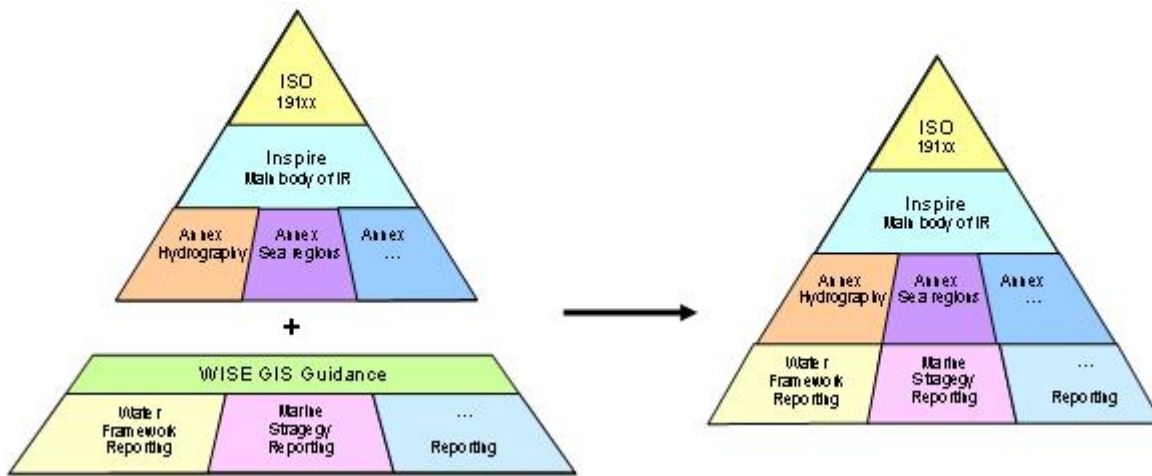 ISO
191xx
Inspire
Main body of IR
Annex
Hydrography
Annex
Sea regions
Annex
...
+
WISE GIS Guidance
Water
Framework
Reporting
Marine
Stragegy
Reporting
...
Reporting
ISO
191xx
Inspire
Main body of IR
Annex
Hydrography
Annex
Sea regions
Annex
...
Water
Framework
Reporting
Marine
Stragegy
Reporting
...
Reporting